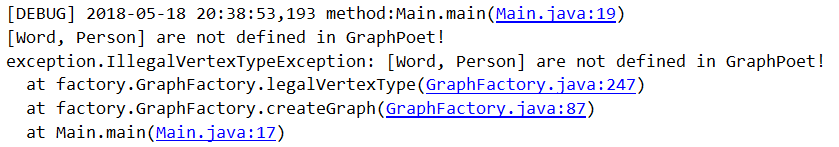 [DEBUG] 2018-05-18 20:38:53,193 method:Main.main(Main.java:19)
[Word, Person] are not defined in GraphPoet!
exception.IllegalVertexTypeException: [Word, Person] are not defined in GraphPoet!
at factory.GraphFactory.legalVertexType(GraphFactory.java:247)
at factory.GraphFactory.createGraph(GraphFactory.java:87)
at Main.main(Main.java:17)